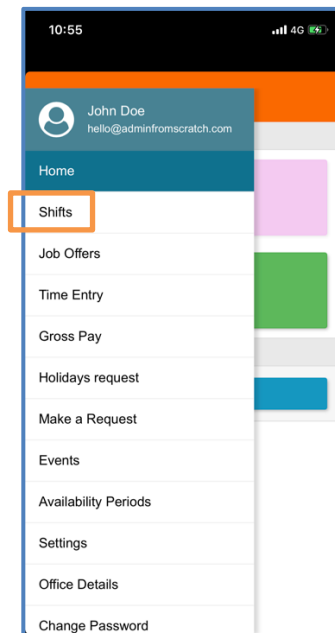 10:55 4G
John Doe
hello@adminfromscratch.com
Home
Shifts
Job Offers
Time Entry
Gross Pay
Holidays request
Make a Request
Events
Availability Periods
Settings
Office Details
Change Password